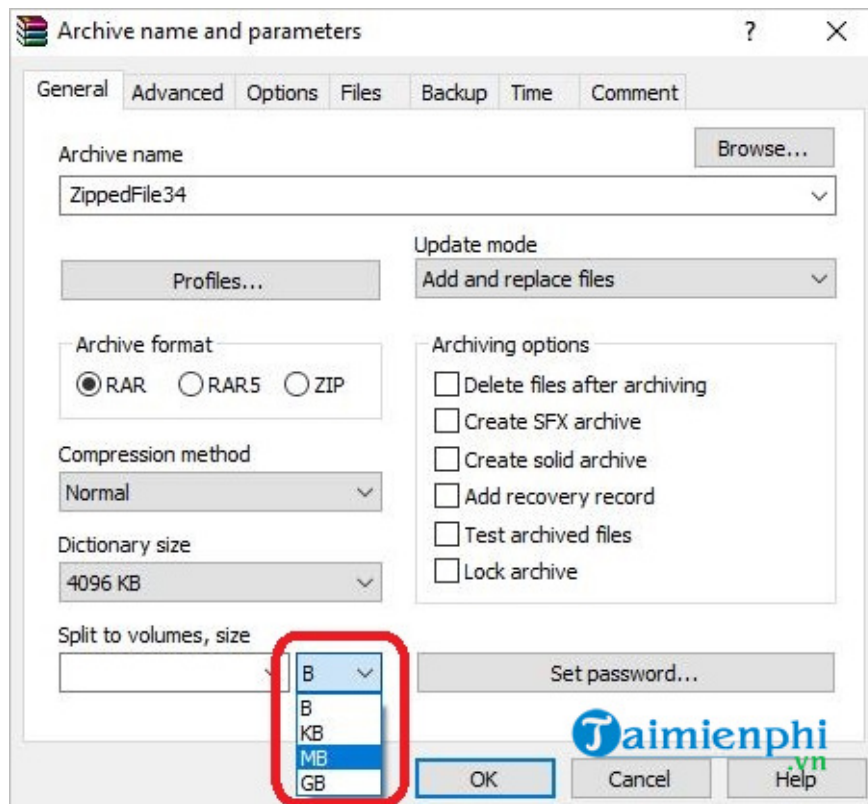 Archive name and parameters
General Advanced Options Files Backup Time Comment
Archive name
Browse...
ZippedFile34
Update mode
Profiles...
Add and replace files
Archive format
RAR RAR5 ZIP
Archiving options
Delete files after archiving
Create SFX archive
Create solid archive
Add recovery record
Test archived files
Lock archive
Compression method
Normal
Dictionary size
4096 KB
Split to volumes, size
B
B
KB
MB
GB
Set password...
Taimienphi
.vn
OK Cancel Help